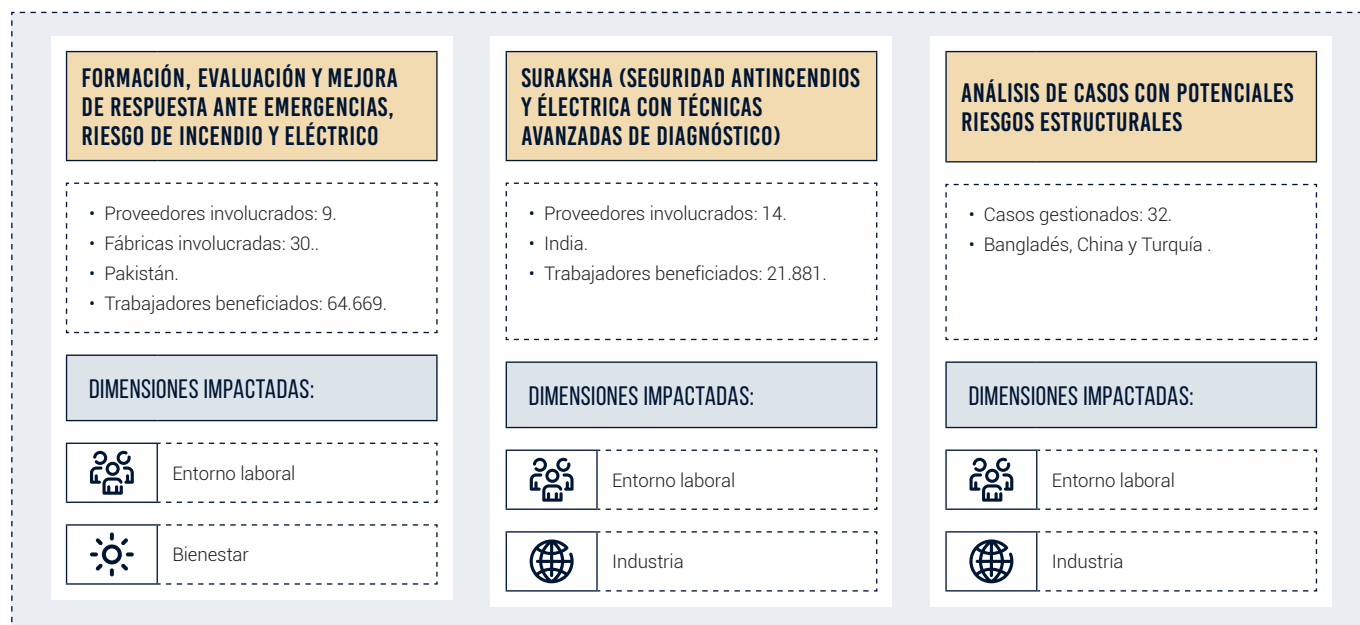 FORMACIÓN, EVALUACIÓN Y MEJORA
DE RESPUESTA ANTE EMERGENCIAS,
RIESGO DE INCENDIO Y ELÉCTRICO
• Proveedores involucrados: 9.
• Fábricas involucradas: 30..
• Pakistán.
• Trabajadores beneficiados: 64.669.
DIMENSIONES IMPACTADAS:
Entorno laboral
Bienestar
SURAKSHA (SEGURIDAD ANTINCENDIOS
Y ÉLECTRICA CON TÉCNICAS
AVANZADAS DE DIAGNÓSTICO)
• Proveedores involucrados: 14.
• India.
• Trabajadores beneficiados: 21.881.
DIMENSIONES IMPACTADAS:
Entorno laboral
Industria
ANÁLISIS DE CASOS CON POTENCIALES
RIESGOS ESTRUCTURALES
• Casos gestionados: 32.
• Bangladés, China y Turquía .
DIMENSIONES IMPACTADAS:
Entorno laboral
Industria